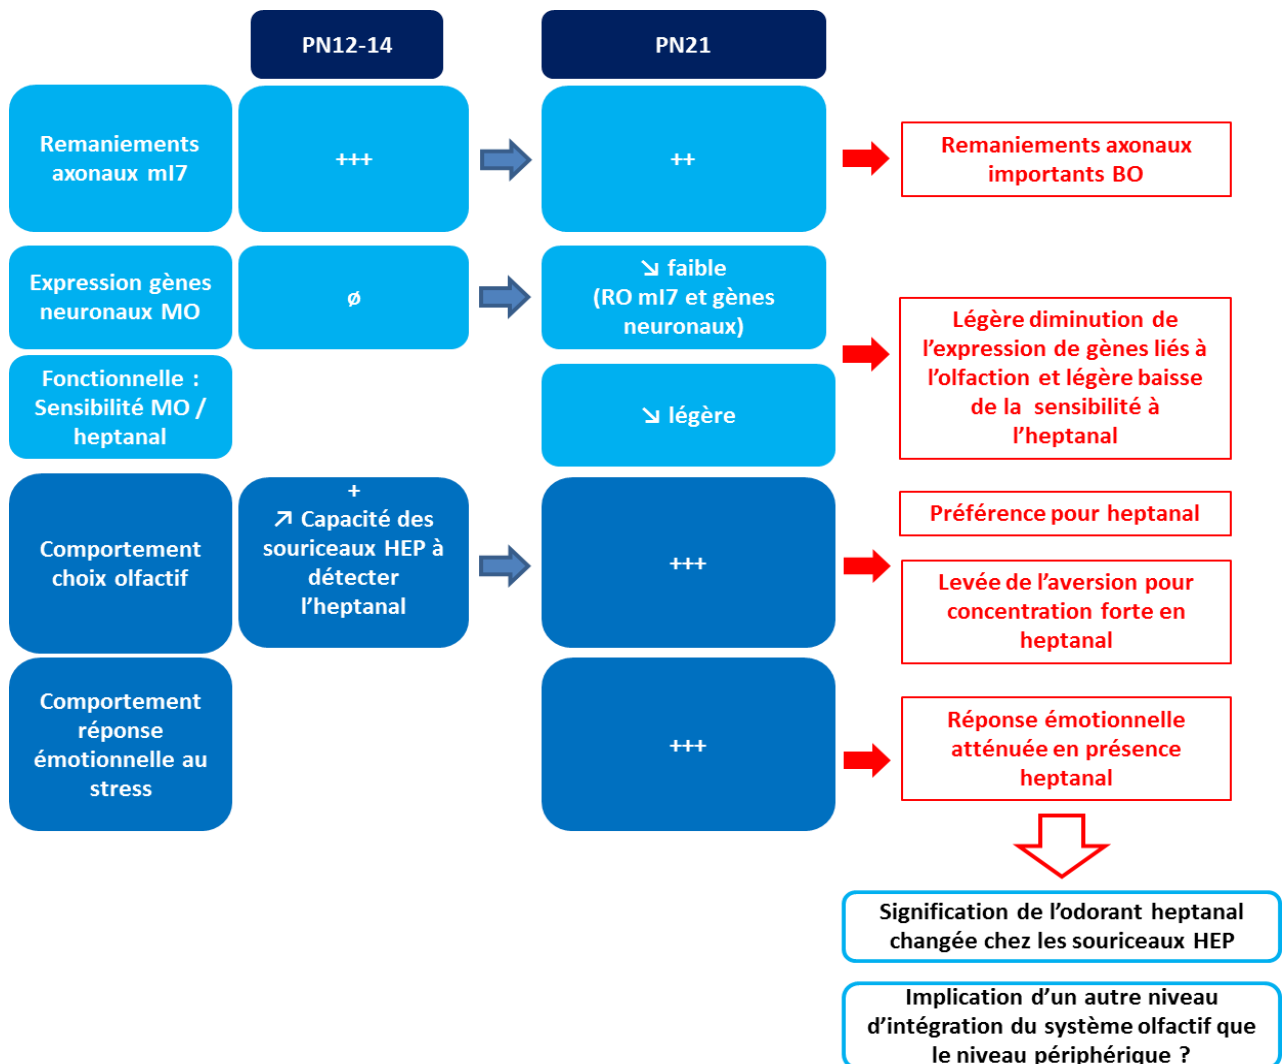 PN12-14
PN21
Remaniements
axonaux mI7
+++
++
Remaniements axonaux
importants BO
Expression gènes
neuronaux MO
ø
↘ faible
(RO mI7 et gènes
neuronaux)
Fonctionnelle :
Sensibilité MO /
heptanal
↘ légère
Légère diminution de
l’expression de gènes liés à
l’olfaction et légère baisse
de la sensibilité à
l’heptanal
Comportement
choix olfactif
+
↗ Capacité des
souriceaux HEP à
détecter
l’heptanal
+++
Préférence pour heptanal
Levée de l’aversion pour
concentration forte en
heptanal
Comportement
réponse
émotionnelle au
stress
+++
Réponse émotionnelle
atténuée en présence
heptanal
Signification de l’odorant heptanal
changée chez les souriceaux HEP
Implication d’un autre niveau
d’intégration du système olfactif que
le niveau périphérique ?